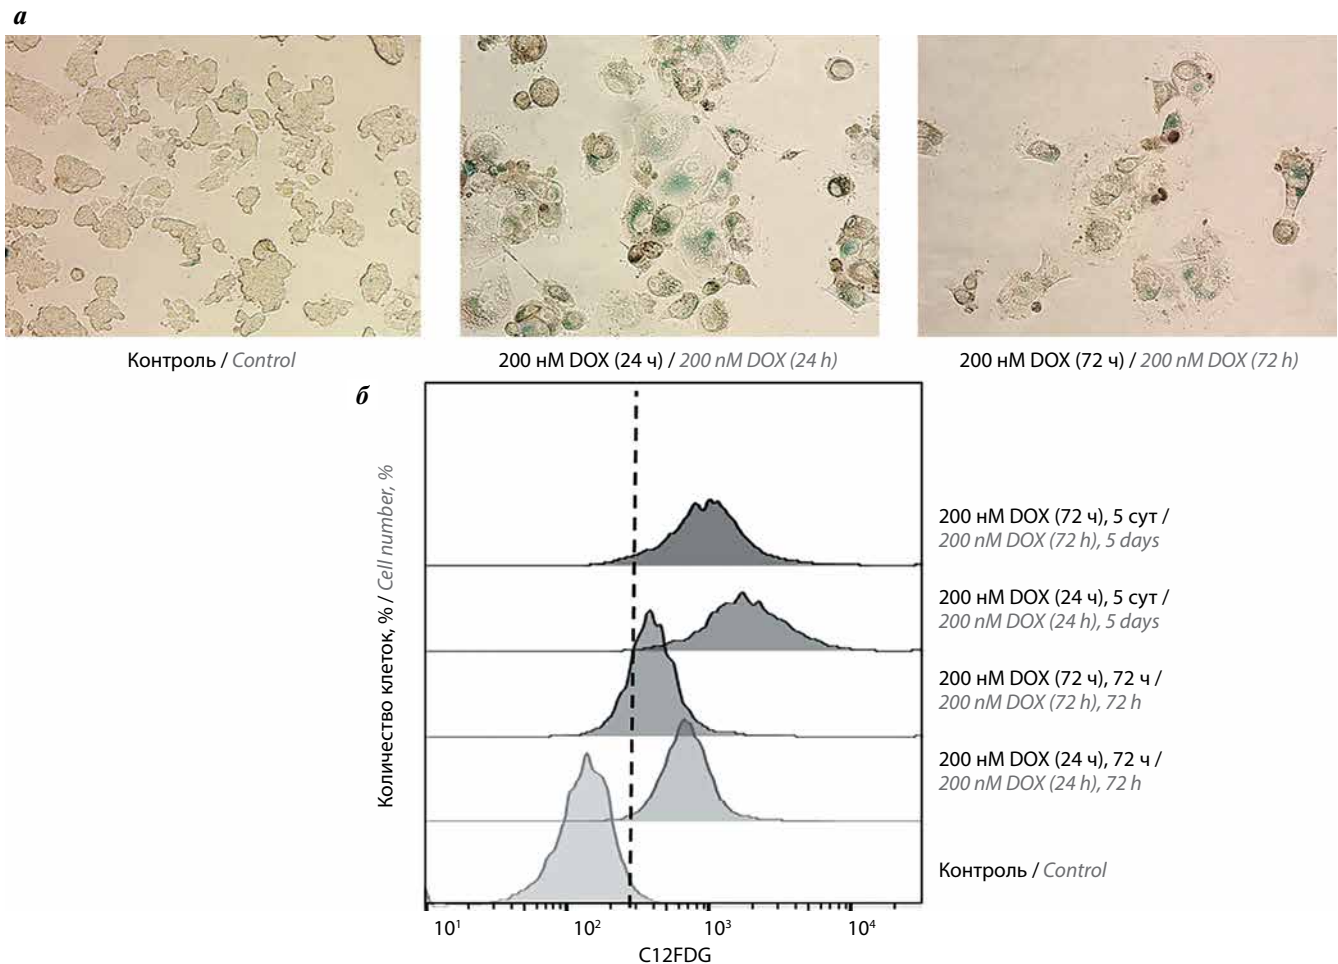 а
Контроль / Control
200 нМ DOX (24 ч) / 200 nM DOX (24 h)
200 нМ DOX (72 ч) / 200 nM DOX (72 h)
б
Количество клеток, % / Cell number, %
200 нМ DOX (72 ч), 5 сут /
200 nM DOX (72 h), 5 days
200 нМ DOX (24 ч), 5 сут /
200 nM DOX (24 h), 5 days
200 нМ DOX (72 ч), 72 ч /
200 nM DOX (72 h), 72 h
200 нМ DOX (24 ч), 72 ч /
200 nM DOX (24 h), 72 h
Контроль / Control
10¹ 10² 10³ 10⁴
C12FDG